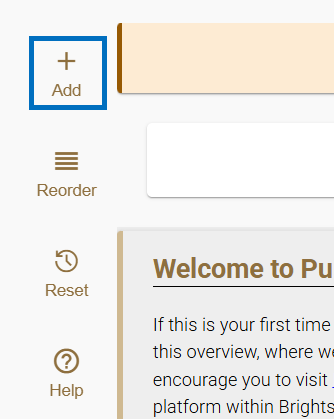 Add
Reorder
Reset
Help
Welcome to Pu
If this is your first time
this overview, where we
encourage you to visit
platform within Brights